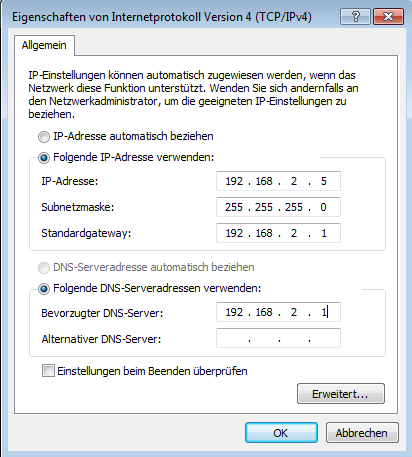 Eigenschaften von Internetprotokoll Version 4 (TCP/IPv4)
Allgemein
IP-Einstellungen können automatisch zugewiesen werden, wenn das
Netzwerk diese Funktion unterstützt. Wenden Sie sich andernfalls an
den Netzwerkadministrator, um die geeigneten IP-Einstellungen zu
beziehen.
IP-Adresse automatisch beziehen
Folgende IP-Adresse verwenden:
IP-Adresse: 192 . 168 . 2 . 5
Subnetzmaske: 255 . 255 . 255 . 0
Standardgateway: 192 . 168 . 2 . 1
DNS-Serveradresse automatisch beziehen
Folgende DNS-Serveradressen verwenden:
Bevorzugter DNS-Server: 192 . 168 . 2 . 1
Alternativer DNS-Server: . . .
Einstellungen beim Beenden überprüfen
Erweitert...
OK Abbrechen